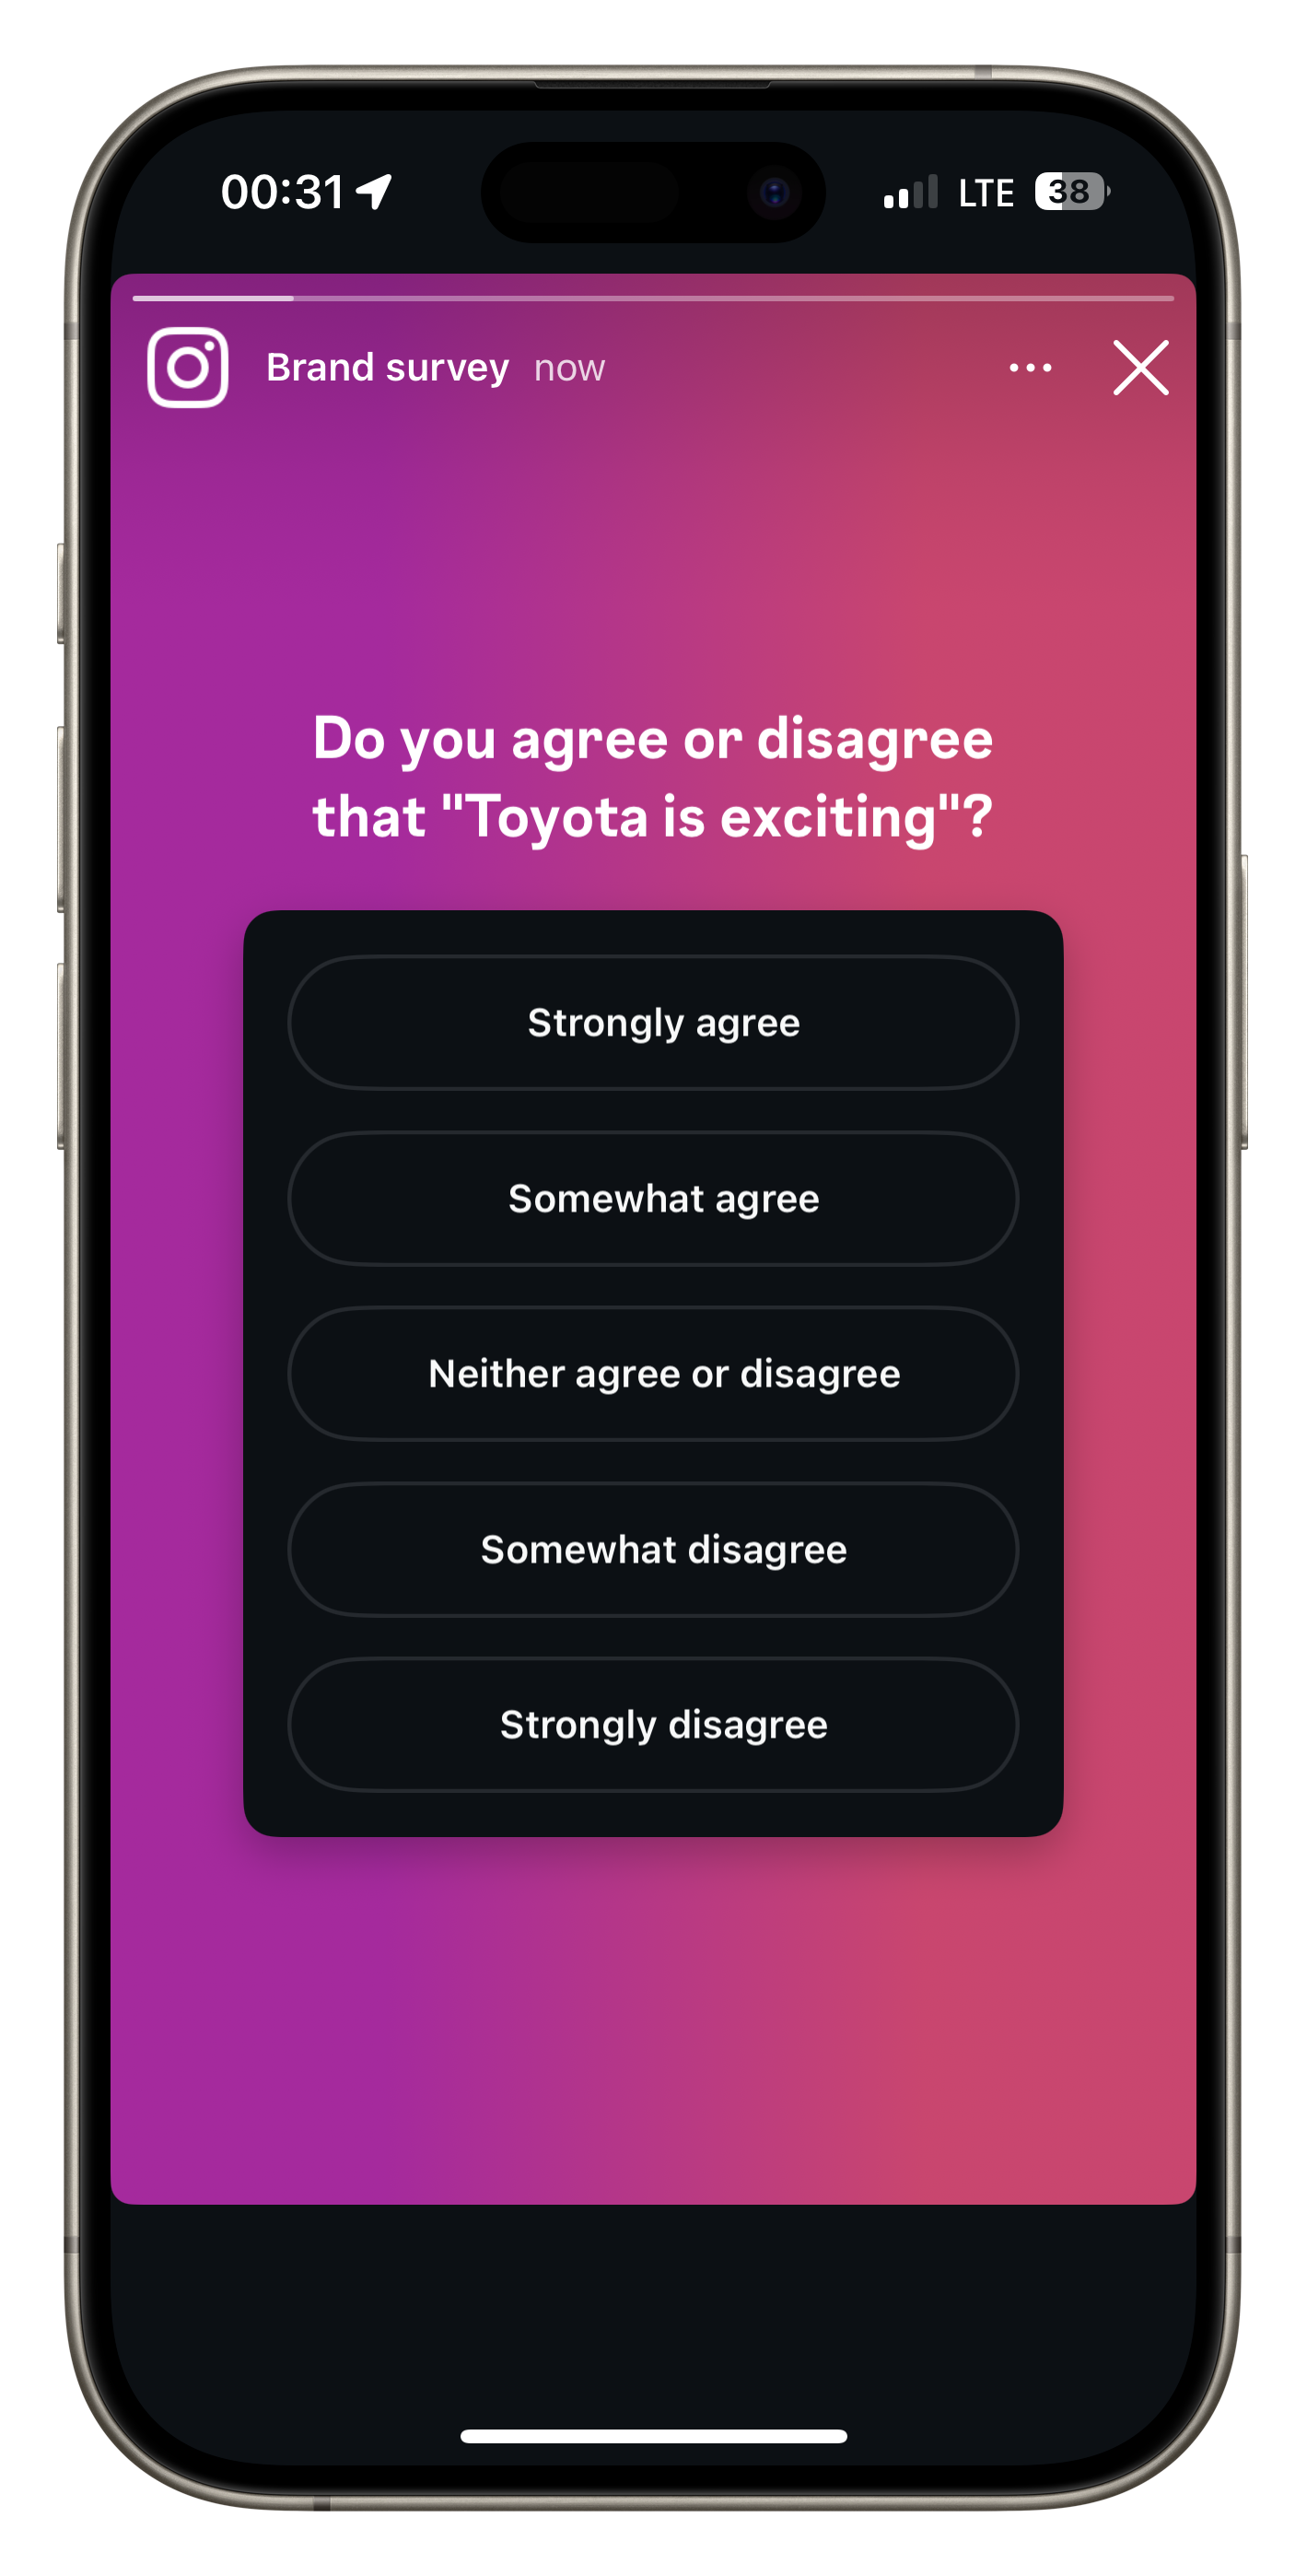 00:31 LTE 38
Brand survey now
Do you agree or disagree
that "Toyota is exciting"?
Strongly agree
Somewhat agree
Neither agree or disagree
Somewhat disagree
Strongly disagree